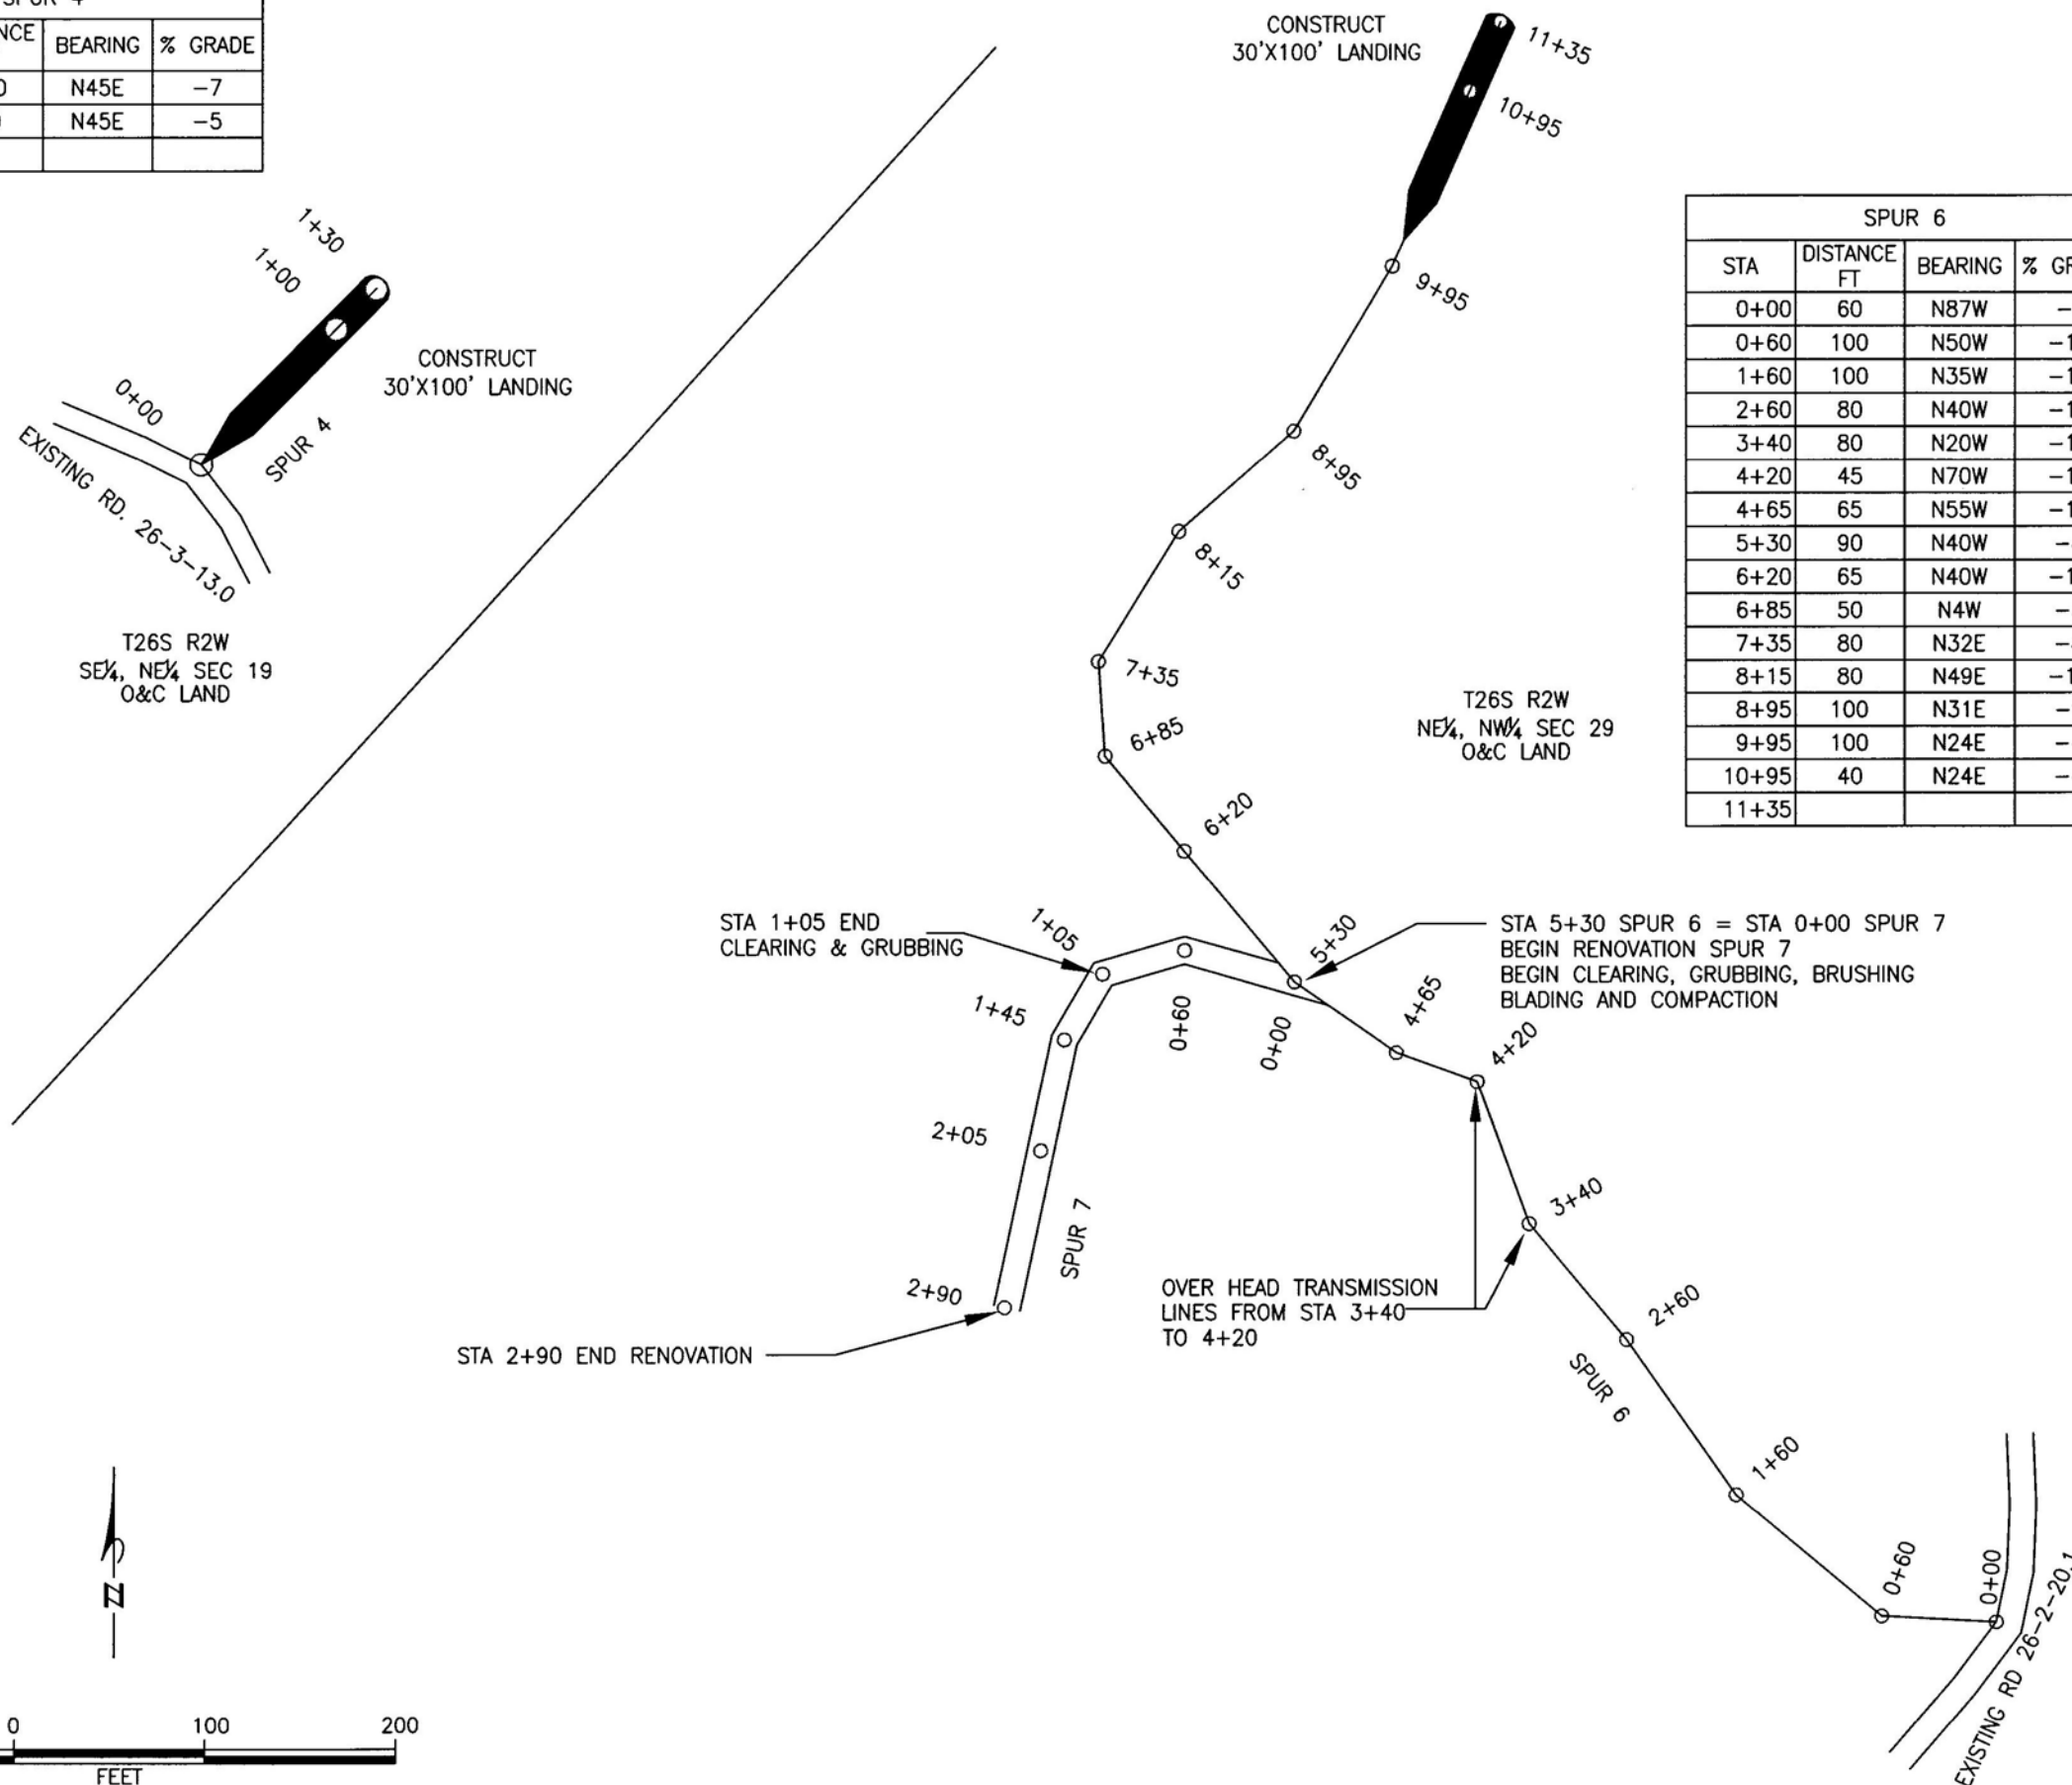 BEARING % GRADE
N45E -7
N45E -5
CONSTRUCT
30'X100' LANDING
11+35
10+95
9+95
8+95
8+15
7+35
6+85
6+20
5+30
4+65
4+20
3+40
2+60
1+60
0+60
0+00
SPUR 6
EXISTING RD 26-2-20.1
1+30
1+00
0+00
CONSTRUCT
30'X100' LANDING
SPUR 4
EXISTING RD. 26-3-13.0
T26S R2W
SE¼, NE¼ SEC 19
O&C LAND
SPUR 6
STA DISTANCE FT BEARING
0+00 60 N87W
0+60 100 N50W
1+60 100 N35W
2+60 80 N40W
3+40 80 N20W
4+20 45 N70W
4+65 65 N55W
5+30 90 N40W
6+20 65 N40W
6+85 50 N4W
7+35 80 N32E
8+15 80 N49E
8+95 100 N31E
9+95 100 N24E
10+95 40 N24E
11+35
T26S R2W
NE¼, NW¼ SEC 29
O&C LAND
STA 1+05 END
CLEARING & GRUBBING
1+05
1+45
0+60
0+00
2+05
2+90
SPUR 7
STA 5+30 SPUR 6 = STA 0+00 SPUR 7
BEGIN RENOVATION SPUR 7
BEGIN CLEARING, GRUBBING, BRUSHING
BLADING AND COMPACTION
OVER HEAD TRANSMISSION
LINES FROM STA 3+40
TO 4+20
STA 2+90 END RENOVATION
N
0 100 200
FEET